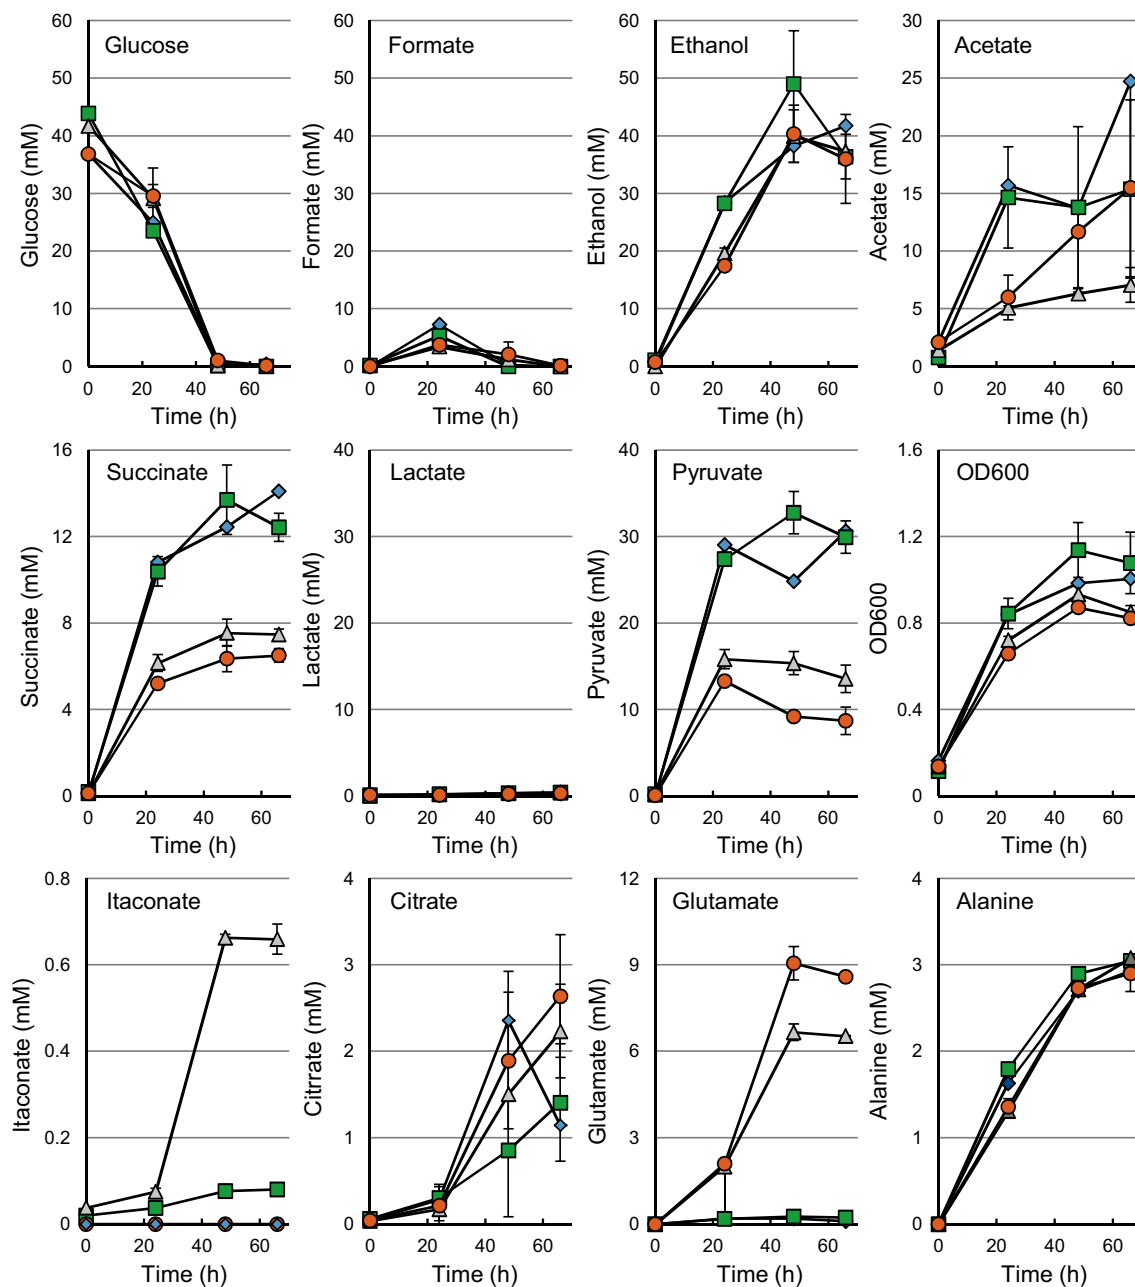 Glucose
Glucose (mM)
60
50
40
30
20
10
0
0 20 40 60
Time (h)
Formate
Formate (mM)
60
50
40
30
20
10
0
0 20 40 60
Time (h)
Ethanol
Ethanol (mM)
60
50
40
30
20
10
0
0 20 40 60
Time (h)
Acetate
Acetate (mM)
30
25
20
15
10
5
0
0 20 40 60
Time (h)
Succinate
Succinate (mM)
16
12
8
4
0
0 20 40 60
Time (h)
Lactate
Lactate (mM)
40
30
20
10
0
0 20 40 60
Time (h)
Pyruvate
Pyruvate (mM)
40
30
20
10
0
0 20 40 60
Time (h)
OD600
OD600
1.6
1.2
0.8
0.4
0
0 20 40 60
Time (h)
Itaconate
Itaconate (mM)
0.8
0.6
0.4
0.2
0
0 20 40 60
Time (h)
Citrate
Citrrate (mM)
4
3
2
1
0
0 20 40 60
Time (h)
Glutamate
Glutamate (mM)
12
9
6
3
0
0 20 40 60
Time (h)
Alanine
Alanine (mM)
4
3
2
1
0
0 20 40 60
Time (h)